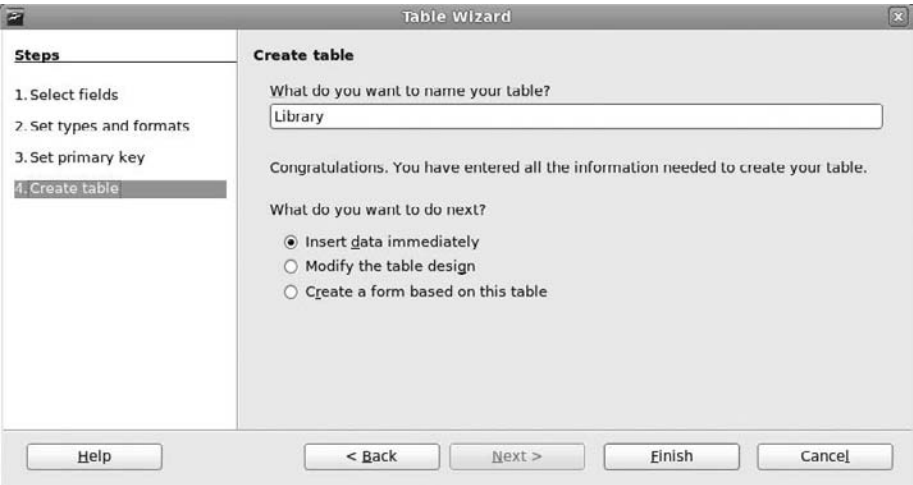 Table Wizard
Steps
1. Select fields
2. Set types and formats
3. Set primary key
4. Create table
Create table
What do you want to name your table?
Library
Congratulations. You have entered all the information needed to create your table.
What do you want to do next?
Insert data immediately
Modify the table design
Create a form based on this table
Help
< Back
Next >
Finish
Cancel